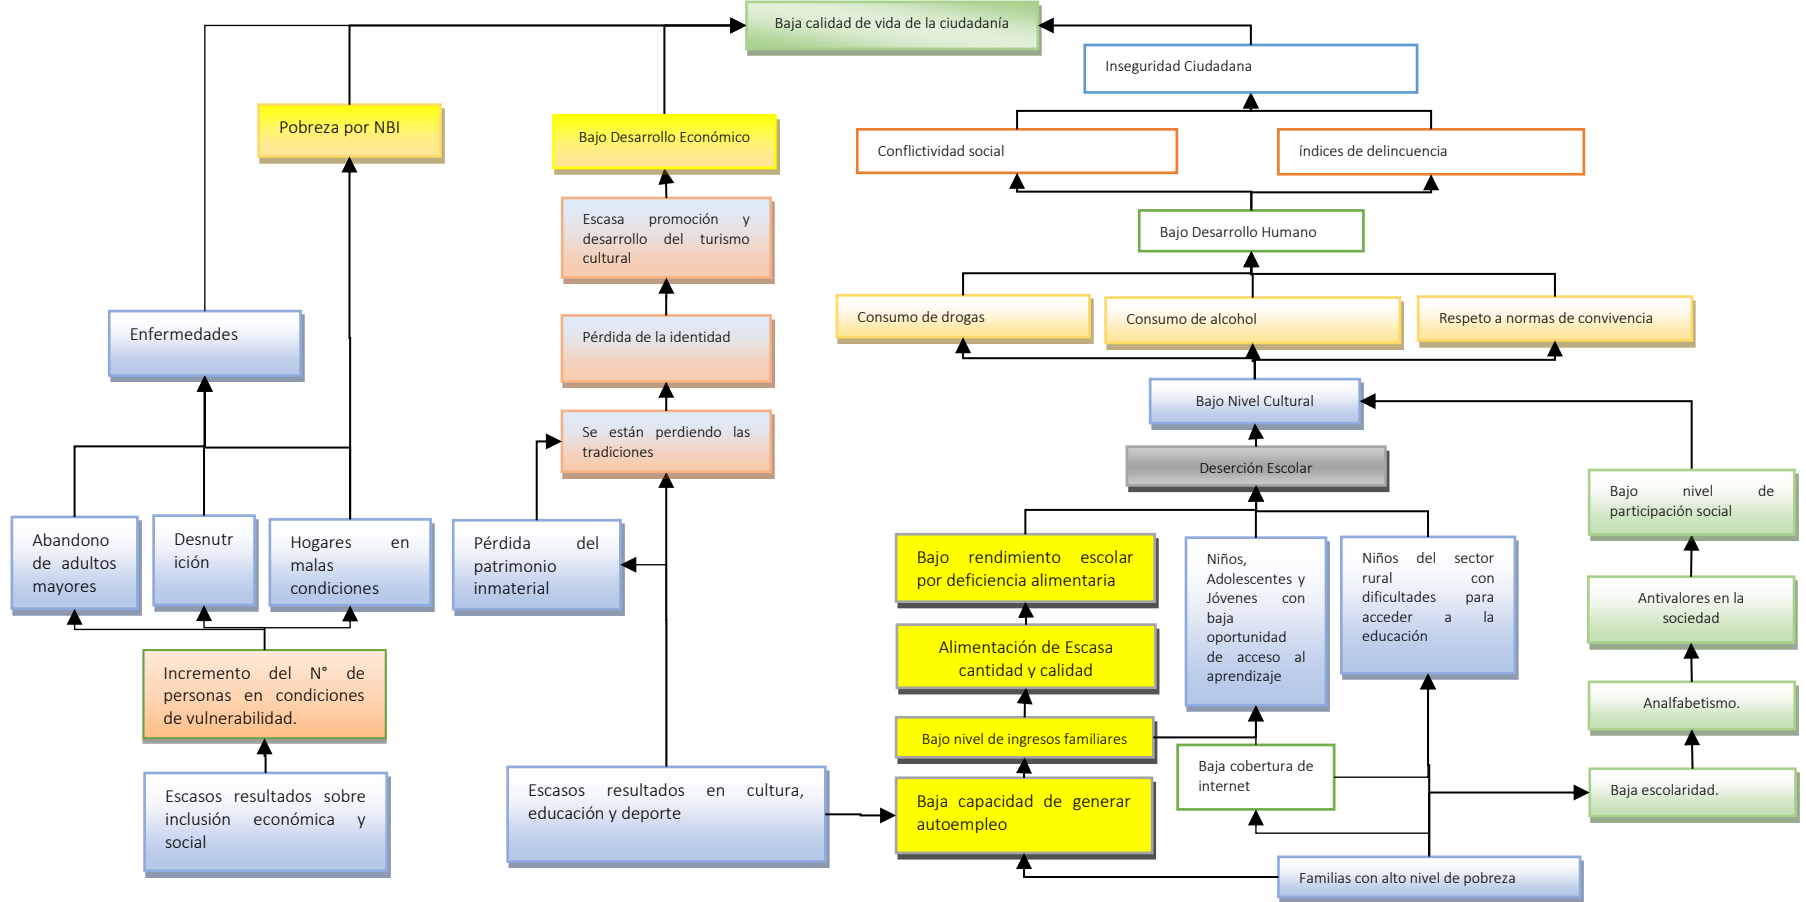 Baja calidad de vida de la ciudadanía
Inseguridad Ciudadana
Pobreza por NBI
Bajo Desarrollo Económico
Conflictividad social
índices de delincuencia
Escasa promoción y
desarrollo del turismo
cultural
Bajo Desarrollo Humano
Enfermedades
Pérdida de la identidad
Consumo de drogas
Consumo de alcohol
Respeto a normas de convivencia
Bajo Nivel Cultural
Se están perdiendo las
tradiciones
Deserción Escolar
Bajo nivel de
participación social
Abandono
de adultos
mayores
Desnutr
ición
Hogares en
malas
condiciones
Pérdida del
patrimonio
inmaterial
Bajo rendimiento escolar
por deficiencia alimentaria
Niños,
Adolescentes y
Jóvenes con
baja
oportunidad
de acceso al
aprendizaje
Niños del sector
rural con
dificultades para
acceder a la
educación
Antivalores en la
sociedad
Alimentación de Escasa
cantidad y calidad
Incremento del N° de
personas en condiciones
de vulnerabilidad.
Analfabetismo.
Bajo nivel de ingresos familiares
Baja cobertura de
internet
Escasos resultados sobre
inclusión económica y
social
Escasos resultados en cultura,
educación y deporte
Baja capacidad de generar
autoempleo
Baja escolaridad.
Familias con alto nivel de pobreza